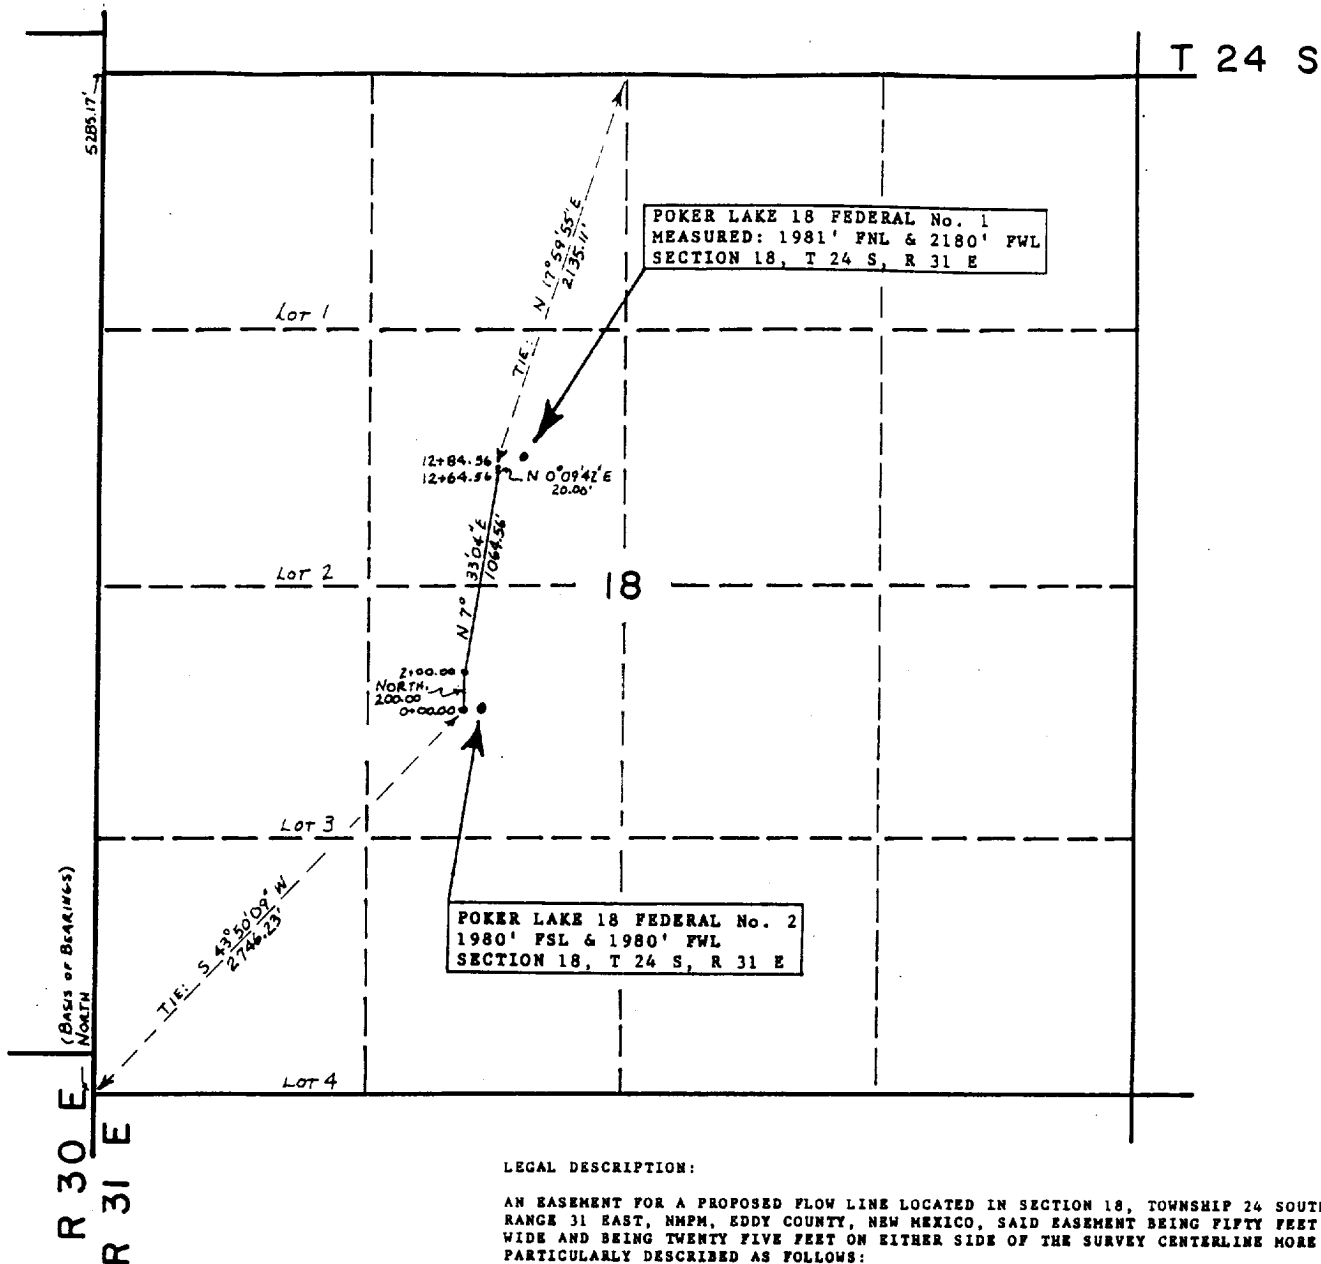 T 24 S
5285.17'
TIE: N 17° 59' 55" E
2135.11'
POKER LAKE 18 FEDERAL No. 1
MEASURED: 1981' FNL & 2180' FWL
SECTION 18, T 24 S, R 31 E
LOT 1
12+84.56
12+64.56
N 0°09'42" E
20.00'
N 7° 33'04" E
1064.56'
LOT 2
18
2+00.00
NORTH,
200.00
0+00.00
LOT 3
TIE: S 43°50'09" W
2746.23'
POKER LAKE 18 FEDERAL No. 2
1980' FSL & 1980' FWL
SECTION 18, T 24 S, R 31 E
(BASIS OF BEARINGS)
NORTH
LOT 4
R 30 E
R 31 E
LEGAL DESCRIPTION:
AN EASEMENT FOR A PROPOSED FLOW LINE LOCATED IN SECTION 18, TOWNSHIP 24 SOUTH
RANGE 31 EAST, NMPM, EDDY COUNTY, NEW MEXICO, SAID EASEMENT BEING FIFTY FEET
WIDE AND BEING TWENTY FIVE FEET ON EITHER SIDE OF THE SURVEY CENTERLINE MORE
PARTICULARLY DESCRIBED AS FOLLOWS: